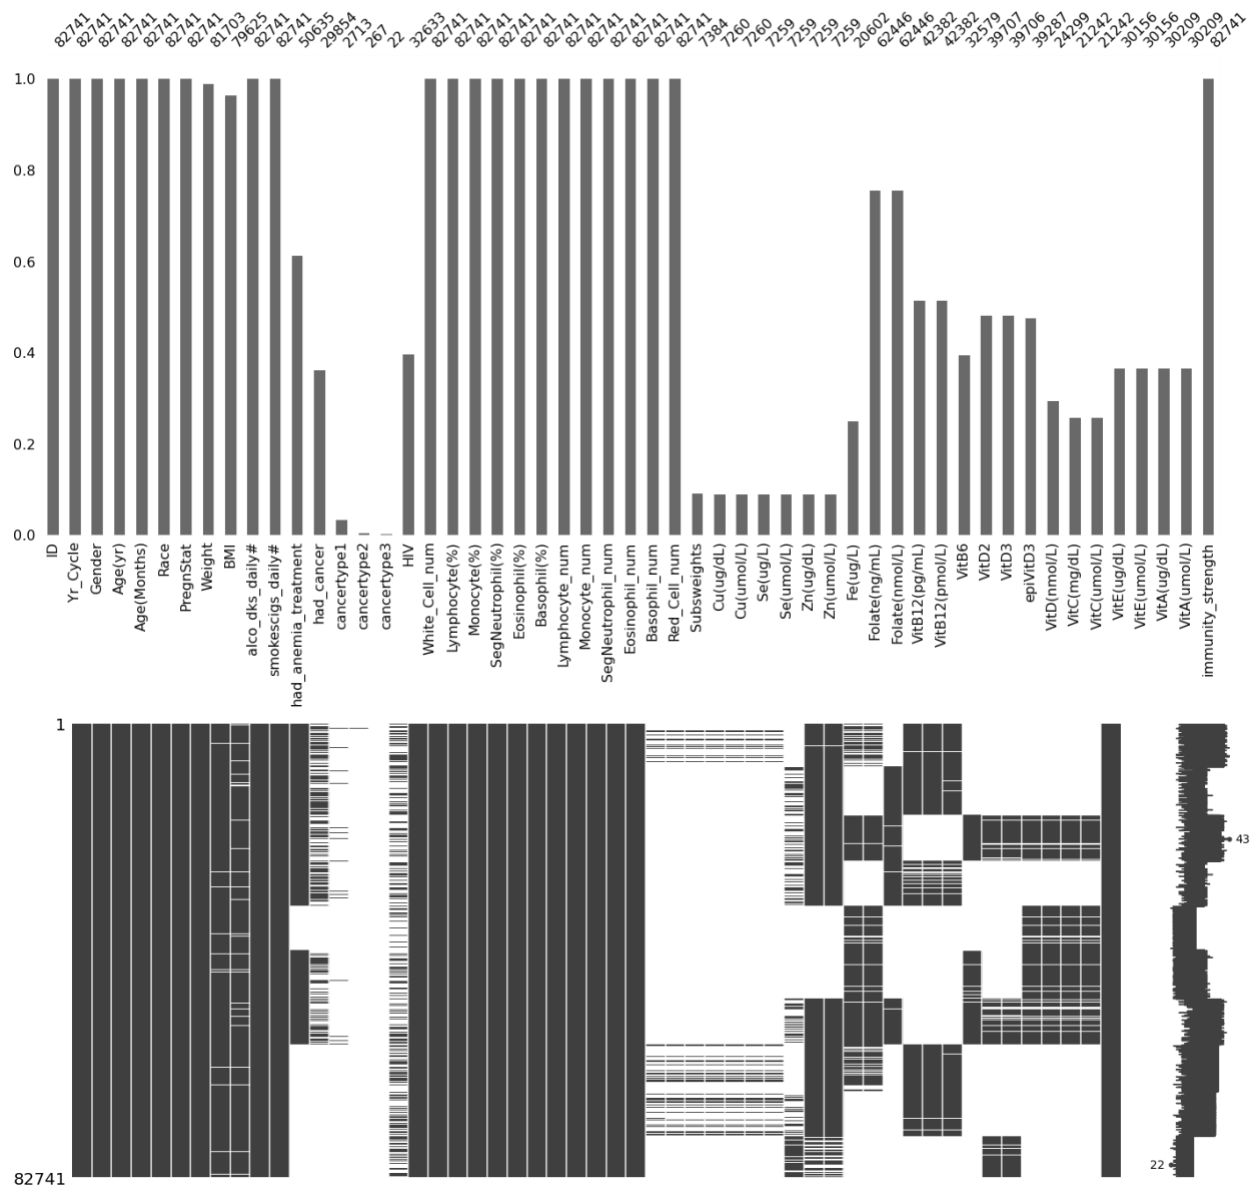 82741 82741 82741 82741 82741 82741 82741 81703 79625 82741 82741 50635 29854 2713 267 22 32633 82741 82741 82741 82741 82741 82741 82741 82741 82741 82741 82741 82741 7384 7260 7260 7259 7259 7259 7259 20602 62446 62446 42382 42382 32579 39707 39706 39287 24299 21242 21242 30156 30156 30209 30209 82741
1.0
0.8
0.6
0.4
0.2
0.0
ID
Yr_Cycle
Gender
Age(yr)
Age(Months)
Race
PregnStat
Weight
BMI
alco_dks_daily#
smokescigs_daily#
had_anemia_treatment
had_cancer
cancertype1
cancertype2
cancertype3
HIV
White_Cell_num
Lymphocyte(%)
Monocyte(%)
SegNeutrophil(%)
Eosinophil(%)
Basophil(%)
Lymphocyte_num
Monocyte_num
SegNeutrophil_num
Eosinophil_num
Basophil_num
Red_Cell_num
Subsweights
Cu(ug/dL)
Cu(umol/L)
Se(ug/L)
Se(umol/L)
Zn(ug/dL)
Zn(umol/L)
Fe(ug/L)
Folate(ng/mL)
Folate(nmol/L)
VitB12(pg/mL)
VitB12(pmol/L)
VitB6
VitD2
VitD3
epiVitD3
VitD(nmol/L)
VitC(mg/dL)
VitC(umol/L)
VitE(ug/dL)
VitE(umol/L)
VitA(ug/dL)
VitA(umol/L)
immunity_strength
1
43
22
82741